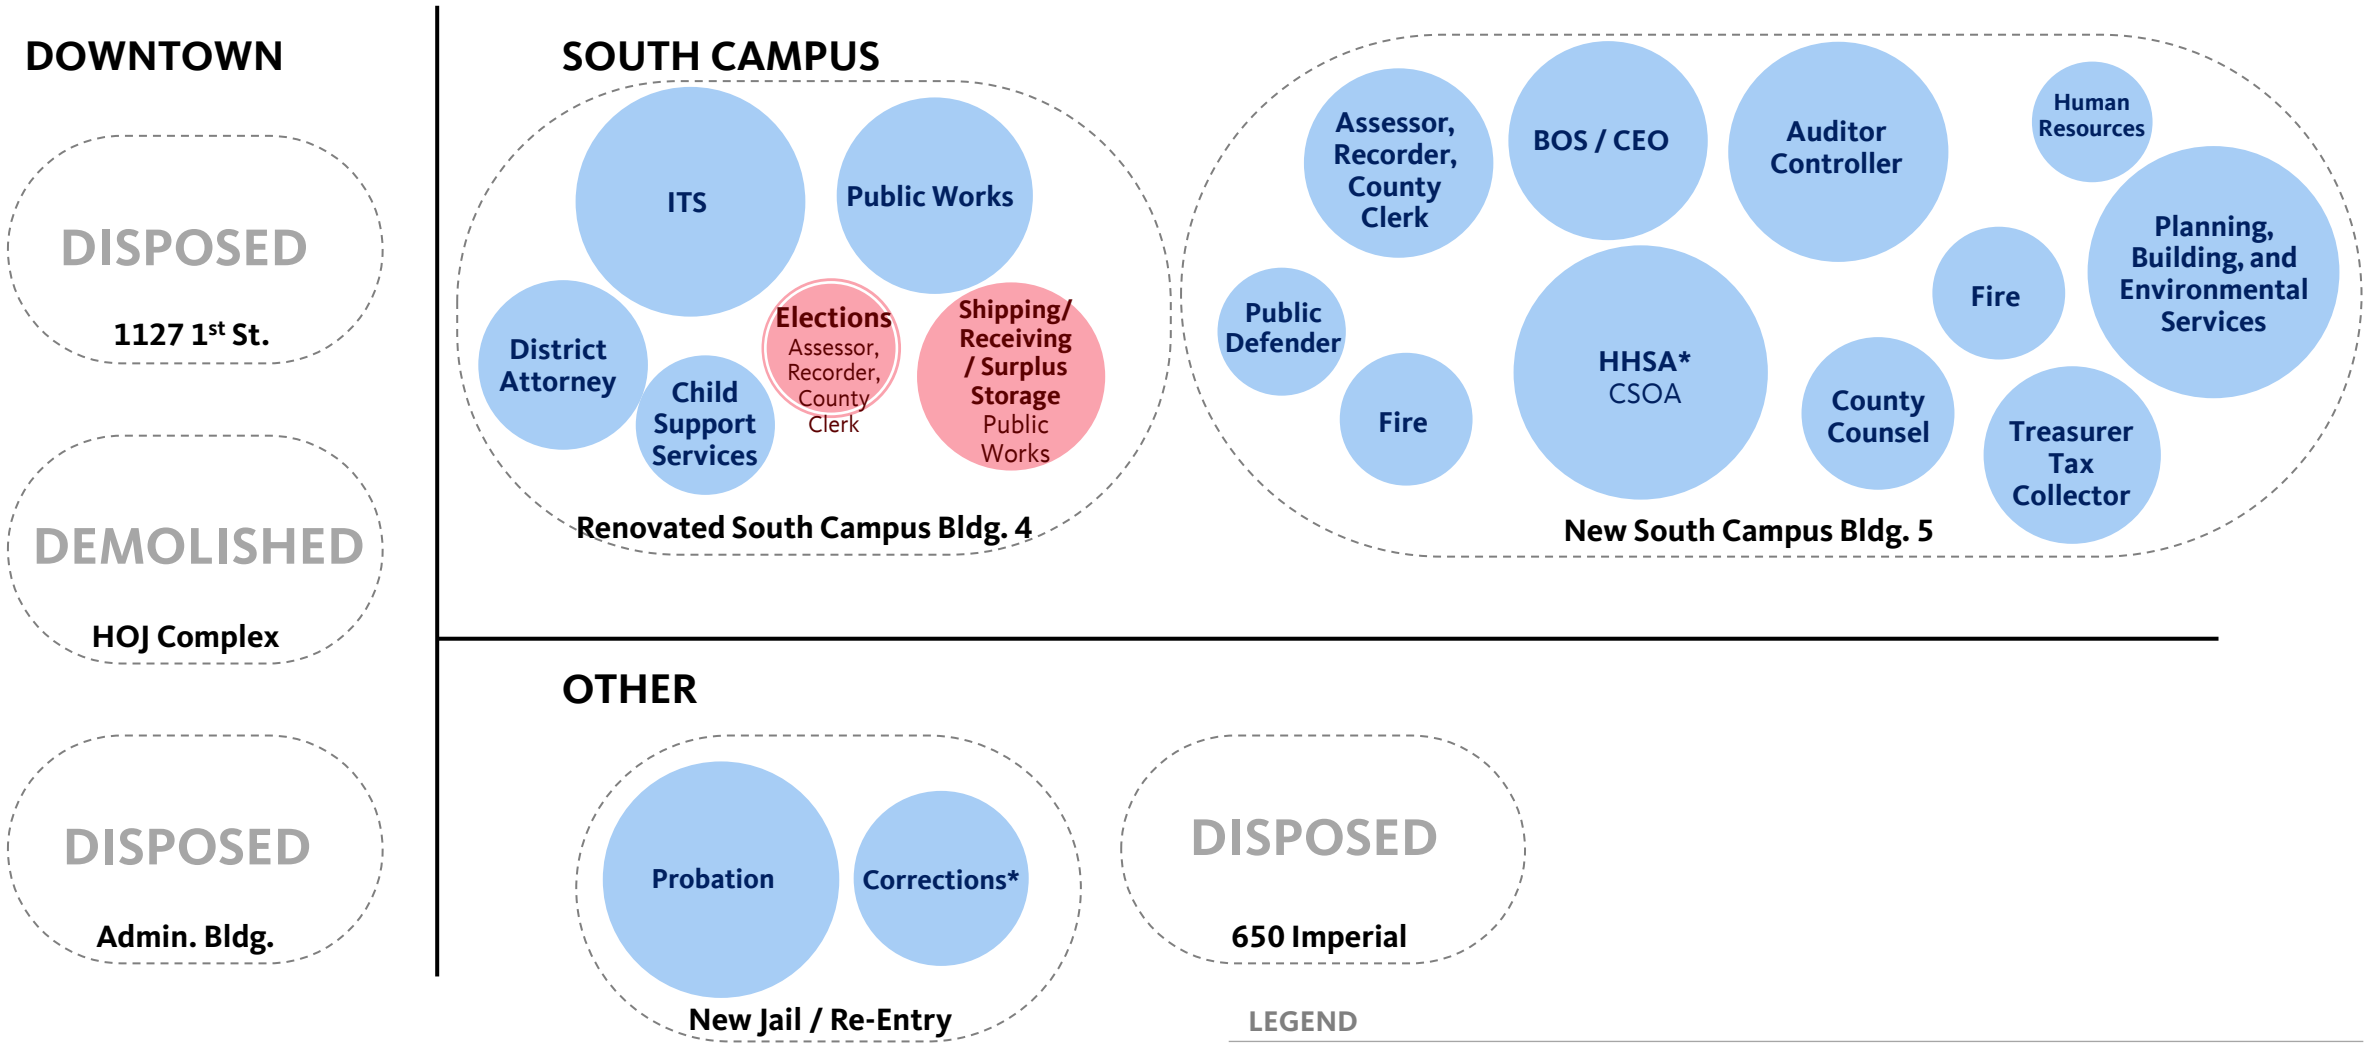 DOWNTOWN
DISPOSED
1127 1st St.
DEMOLISHED
HOJ Complex
DISPOSED
Admin. Bldg.
SOUTH CAMPUS
ITS
Public Works
District
Attorney
Child
Support
Services
Elections
Assessor,
Recorder,
County
Clerk
Shipping/
Receiving
/ Surplus
Storage
Public
Works
Renovated South Campus Bldg. 4
Assessor,
Recorder,
County
Clerk
BOS / CEO
Auditor
Controller
Human
Resources
Planning,
Building, and
Environmental
Services
Public
Defender
Fire
HHSA*
CSOA
Fire
County
Counsel
Treasurer
Tax
Collector
New South Campus Bldg. 5
OTHER
Probation
Corrections*
New Jail / Re-Entry
DISPOSED
650 Imperial
LEGEND